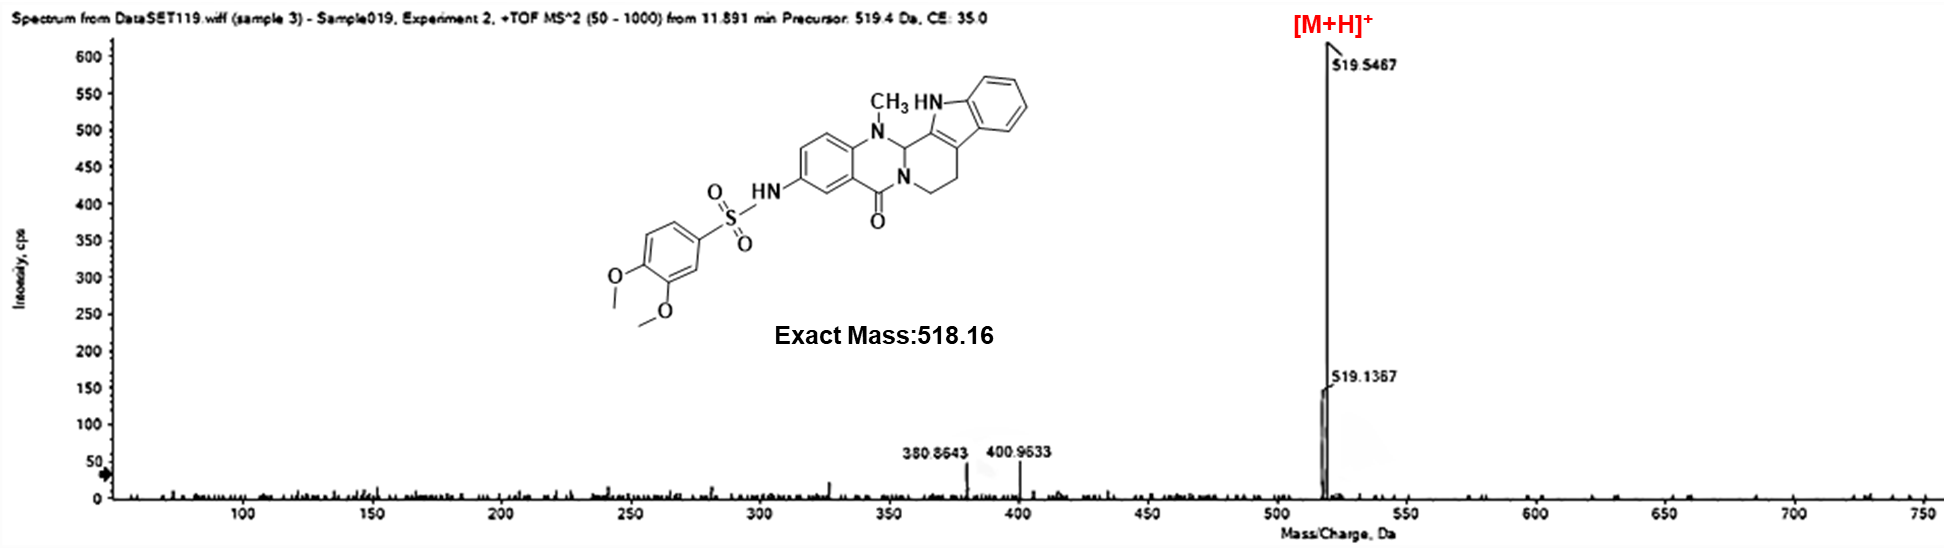 Spectrum from DataSET119.wiff (sample 3) - Sample019, Experiment 2, +TOF MS^2 (50 - 1000) from 11.891 min Precursor: 519.4 Da, CE: 35.0
[M+H]+
600
519.5467
550
CH3
HN
500
N
450
N
HN
O
400
O
S
O
350
O
300
O
250
Exact Mass:518.16
200
150
519.1367
100
380.8643
400.9633
50
0
100
150
200
250
300
350
400
450
500
550
600
650
700
750
Mass/Charge, Da
Intensity, cps